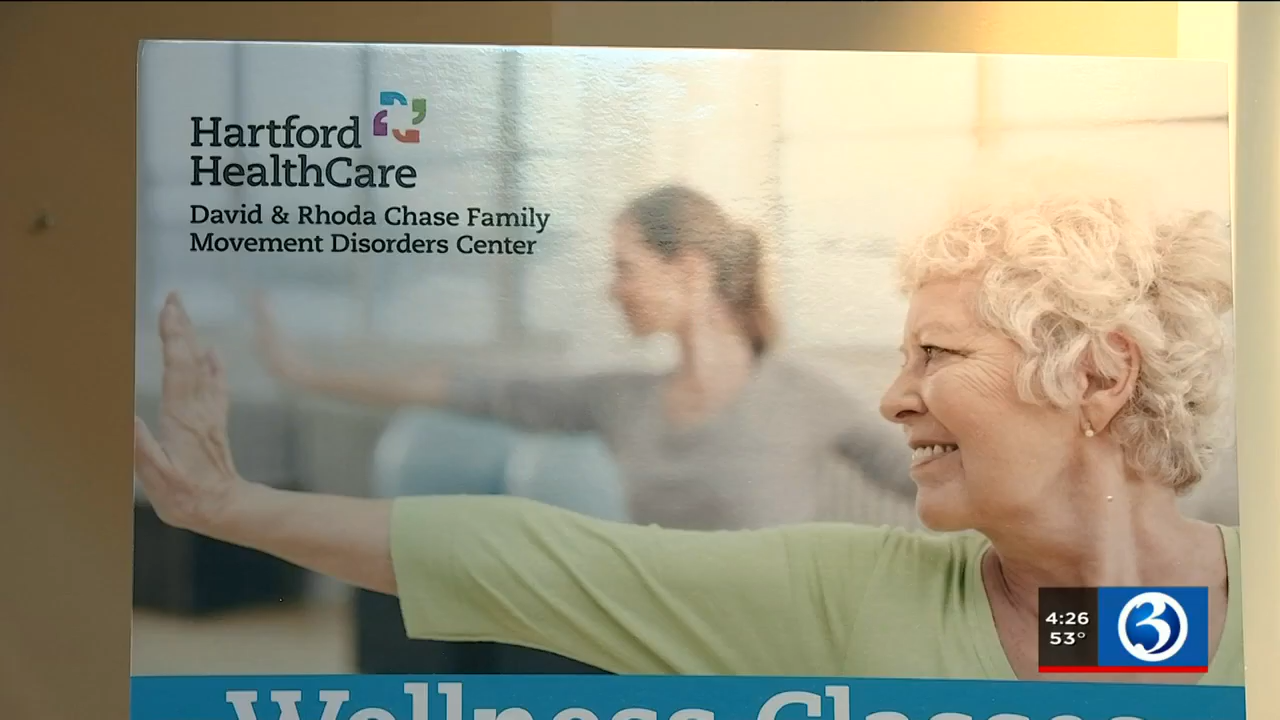 Hartford
HealthCare
David & Rhoda Chase Family
Movement Disorders Center
4:26
53°
3
Wellness Classes